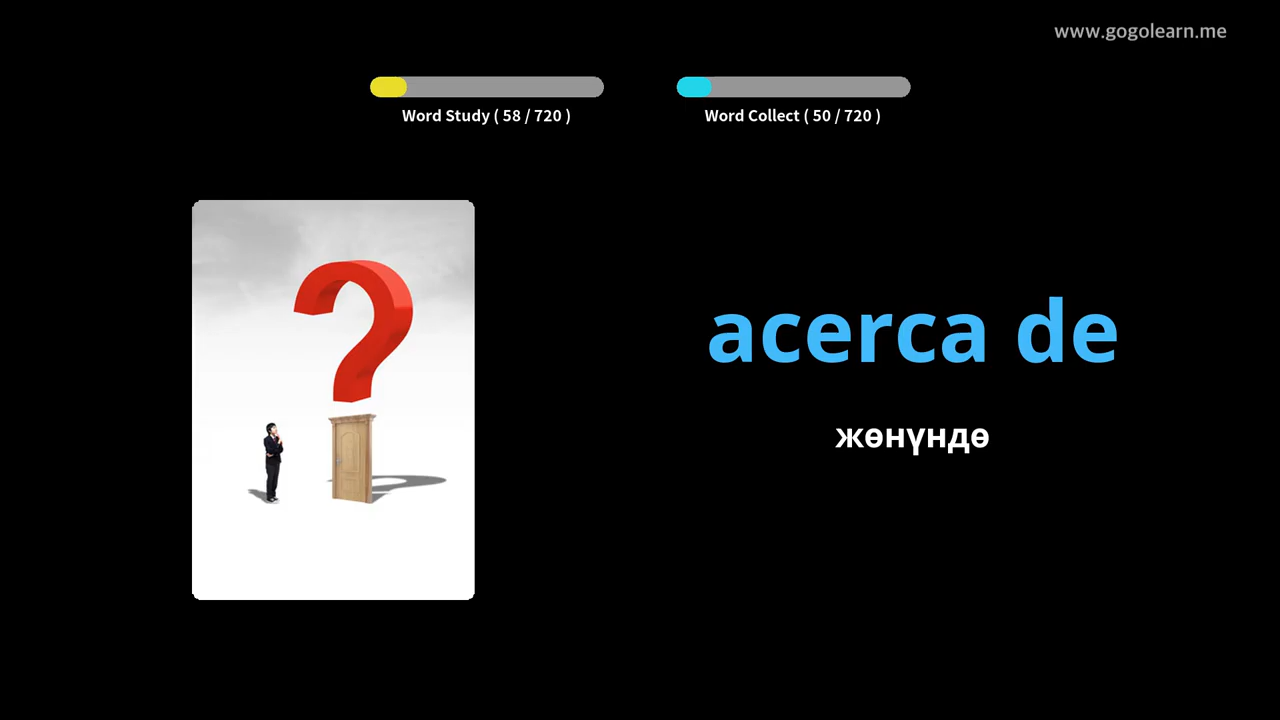 www.gogolearn.me
Word Study ( 58 / 720 )
Word Collect ( 50 / 720 )
acerca de
жөнүндө